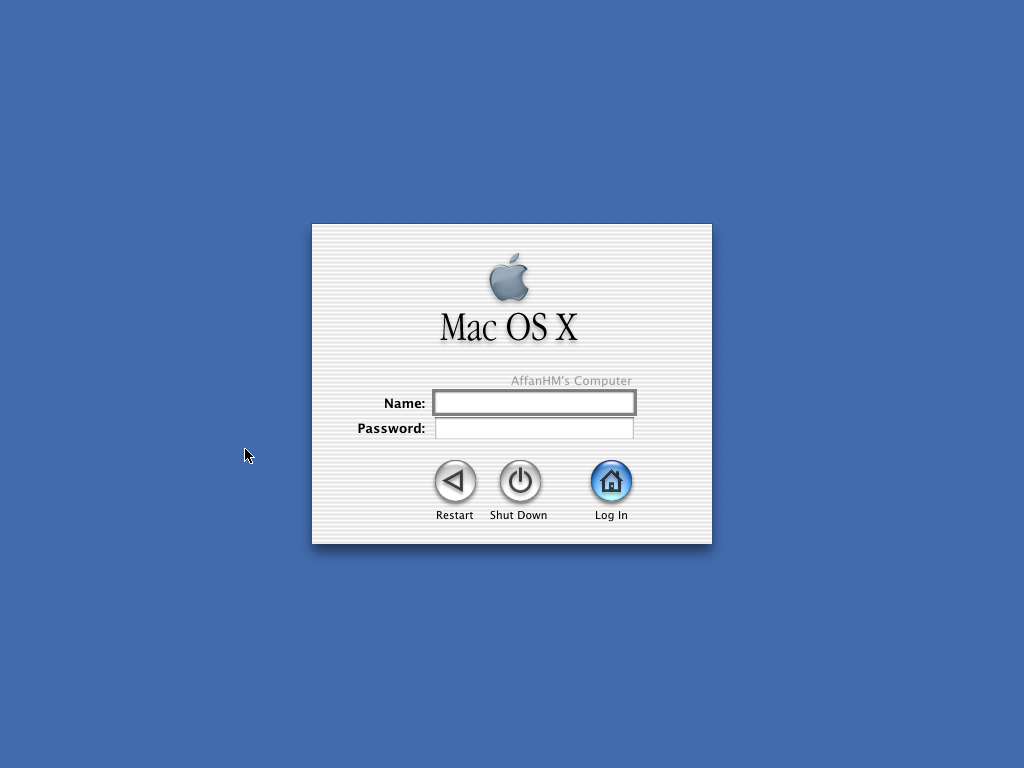 Mac OS X
AffanHM's Computer
Name:
Password:
Restart
Shut Down
Log In